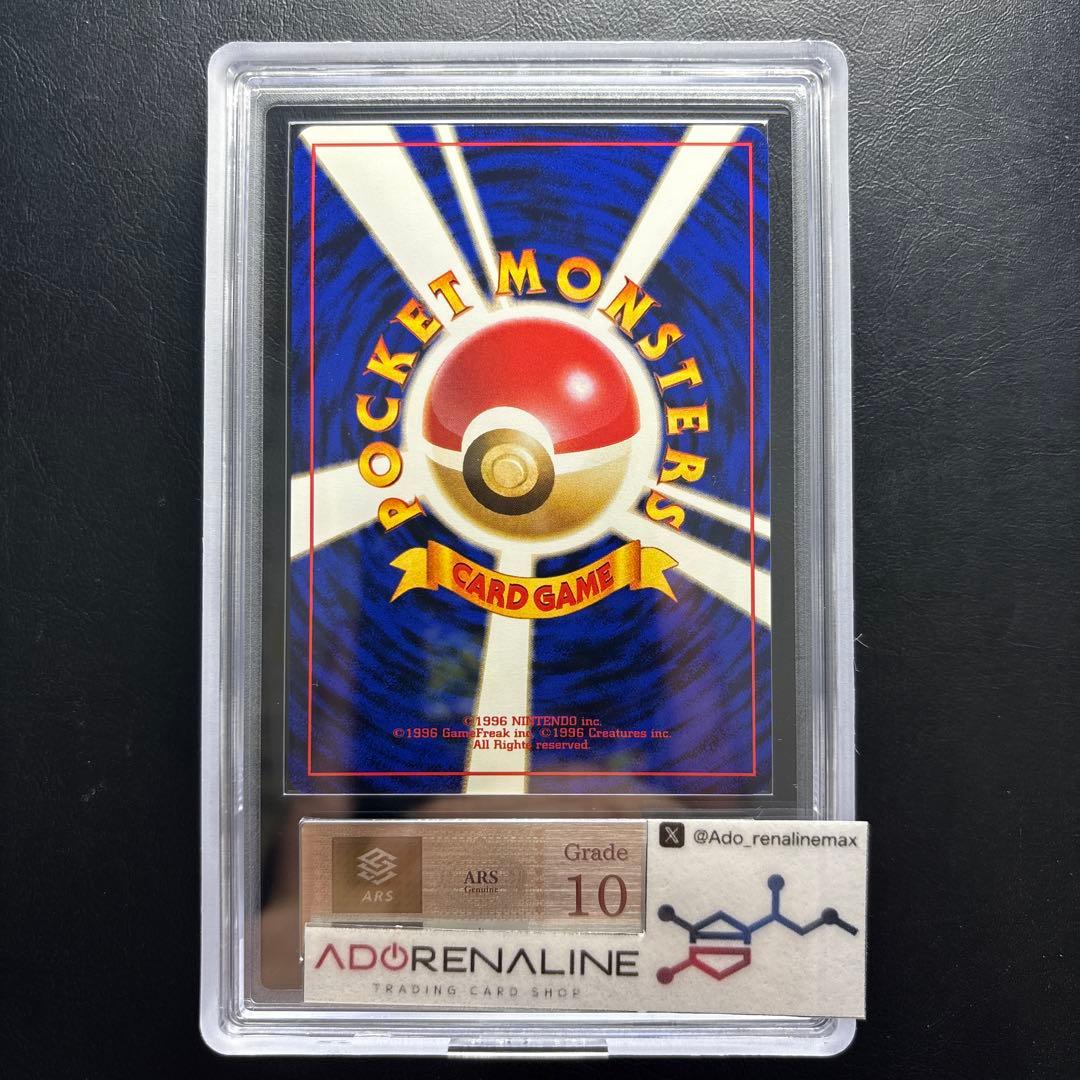 POCKET MONSTERS
CARD GAME
©1996 NINTENDO inc.
©1996 GameFreak inc. ©1996 Creatures inc.
All Rights reserved.
ARS
ARS
Genuine
Grade
10
@Ado_renalinemax
ADORENALINE
TRADING CARD SHOP